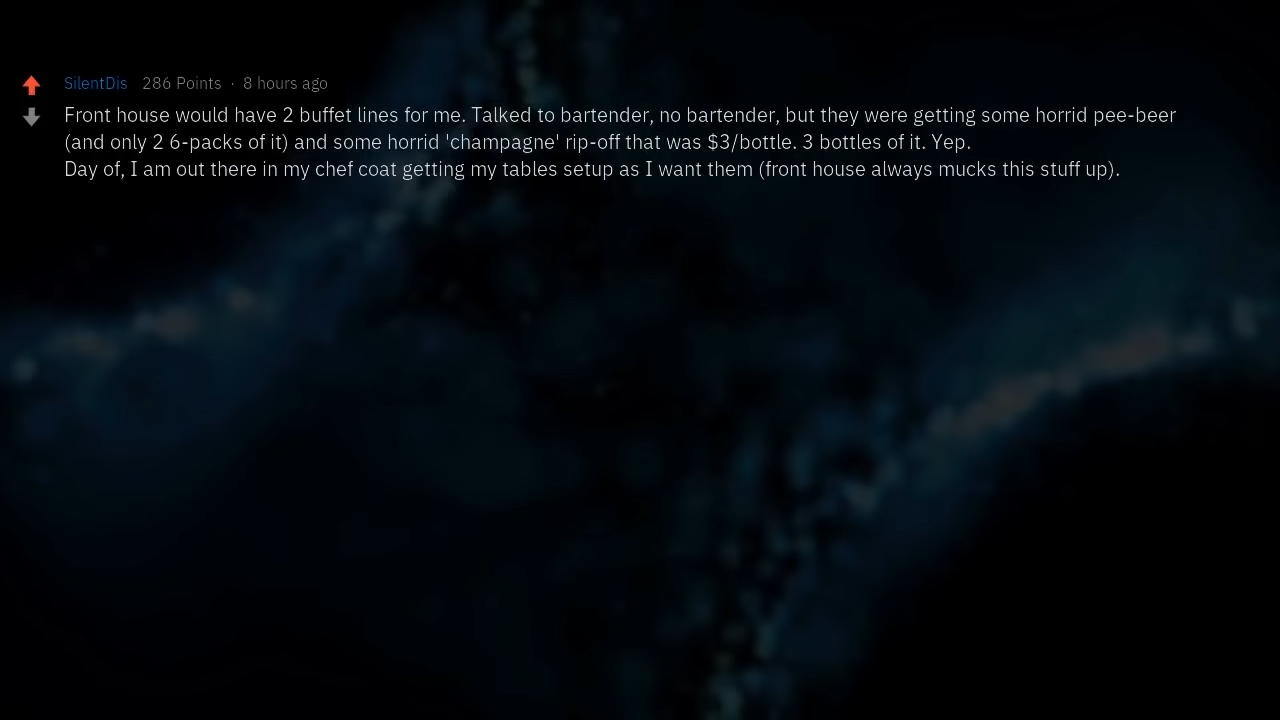 SilentDis 286 Points · 8 hours ago
Front house would have 2 buffet lines for me. Talked to bartender, no bartender, but they were getting some horrid pee-beer
(and only 2 6-packs of it) and some horrid 'champagne' rip-off that was $3/bottle. 3 bottles of it. Yep.
Day of, I am out there in my chef coat getting my tables setup as I want them (front house always mucks this stuff up).